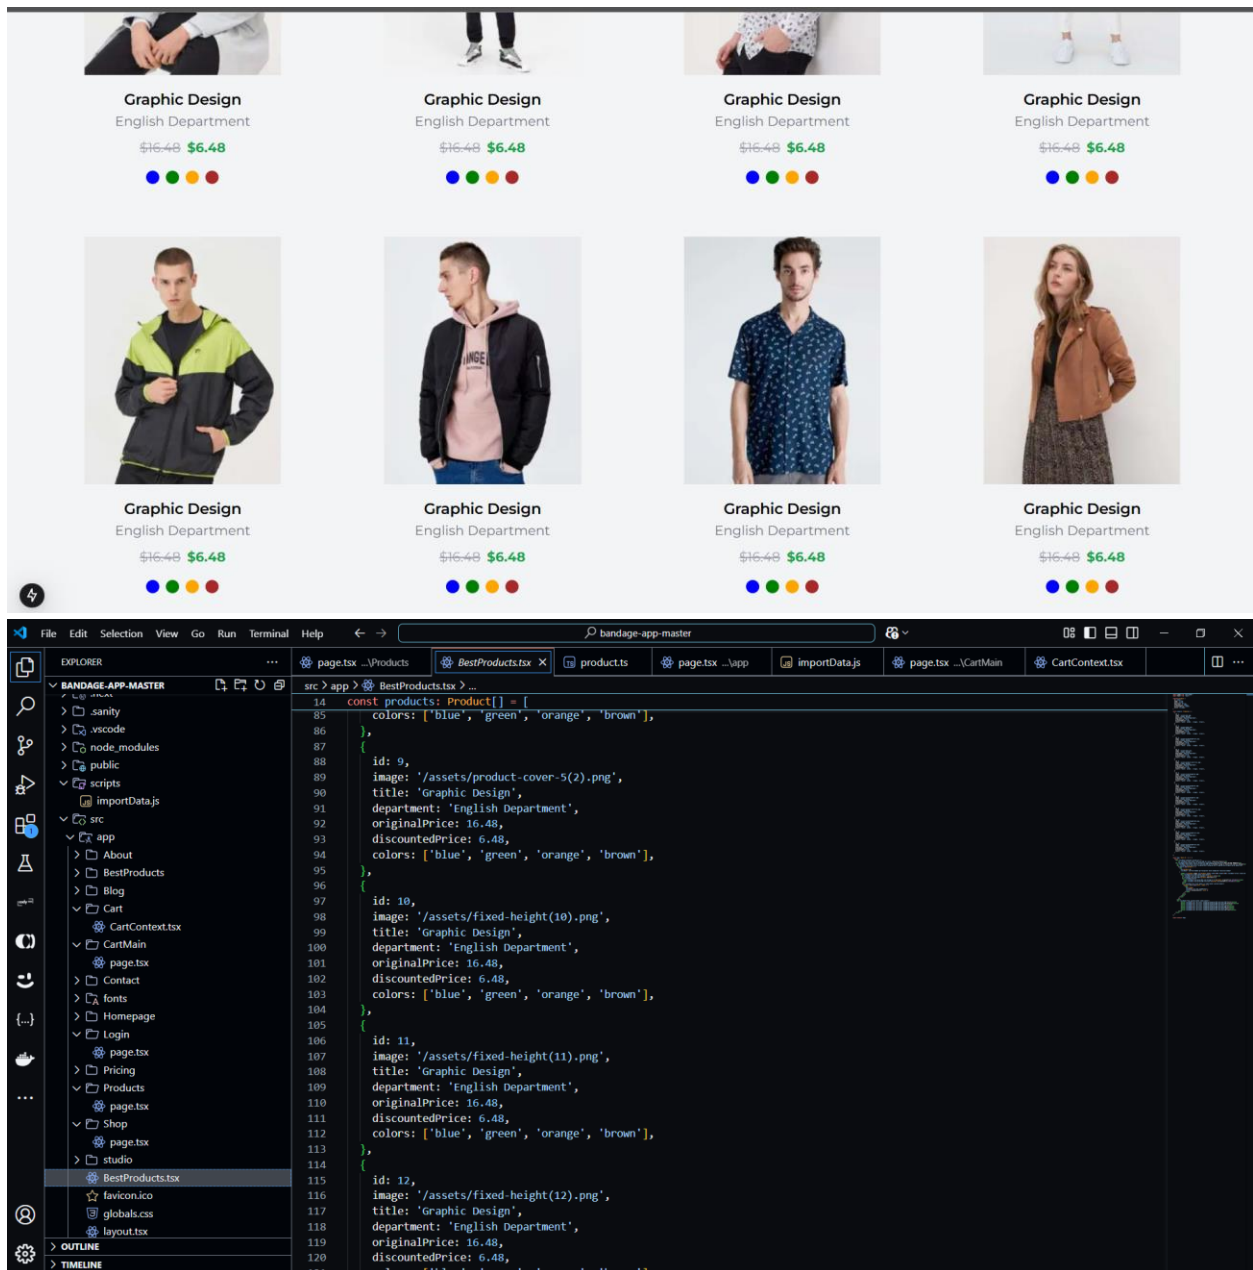 Graphic Design Graphic Design Graphic Design Graphic Design
English Department English Department English Department English Department
$16.48 $6.48 $16.48 $6.48 $16.48 $6.48 $16.48 $6.48
ANGE
Graphic Design Graphic Design Graphic Design Graphic Design
English Department English Department English Department English Department
$16.48 $6.48 $16.48 $6.48 $16.48 $6.48 $16.48 $6.48
File Edit Selection View Go Run Terminal Help bandage-app-master
EXPLORER
BANDAGE-APP-MASTER
.sanity
.vscode
node_modules
public
scripts
importData.js
src
app
About
BestProducts
Blog
Cart
CartContext.tsx
CartMain
page.tsx
Contact
fonts
Homepage
Login
page.tsx
Pricing
Products
page.tsx
Shop
page.tsx
studio
BestProducts.tsx
favicon.ico
globals.css
layout.tsx
OUTLINE
TIMELINE
page.tsx ...\Products BestProducts.tsx product.ts page.tsx ...\app importData.js page.tsx ...\CartMain CartContext.tsx
src > app > BestProducts.tsx > ...
14 const products: Product[] = [
85 colors: ['blue', 'green', 'orange', 'brown'],
86 },
87 {
88 id: 9,
89 image: '/assets/product-cover-5(2).png',
90 title: 'Graphic Design',
91 department: 'English Department',
92 originalPrice: 16.48,
93 discountedPrice: 6.48,
94 colors: ['blue', 'green', 'orange', 'brown'],
95 },
96 {
97 id: 10,
98 image: '/assets/fixed-height(10).png',
99 title: 'Graphic Design',
100 department: 'English Department',
101 originalPrice: 16.48,
102 discountedPrice: 6.48,
103 colors: ['blue', 'green', 'orange', 'brown'],
104 },
105 {
106 id: 11,
107 image: '/assets/fixed-height(11).png',
108 title: 'Graphic Design',
109 department: 'English Department',
110 originalPrice: 16.48,
111 discountedPrice: 6.48,
112 colors: ['blue', 'green', 'orange', 'brown'],
113 },
114 {
115 id: 12,
116 image: '/assets/fixed-height(12).png',
117 title: 'Graphic Design',
118 department: 'English Department',
119 originalPrice: 16.48,
120 discountedPrice: 6.48,